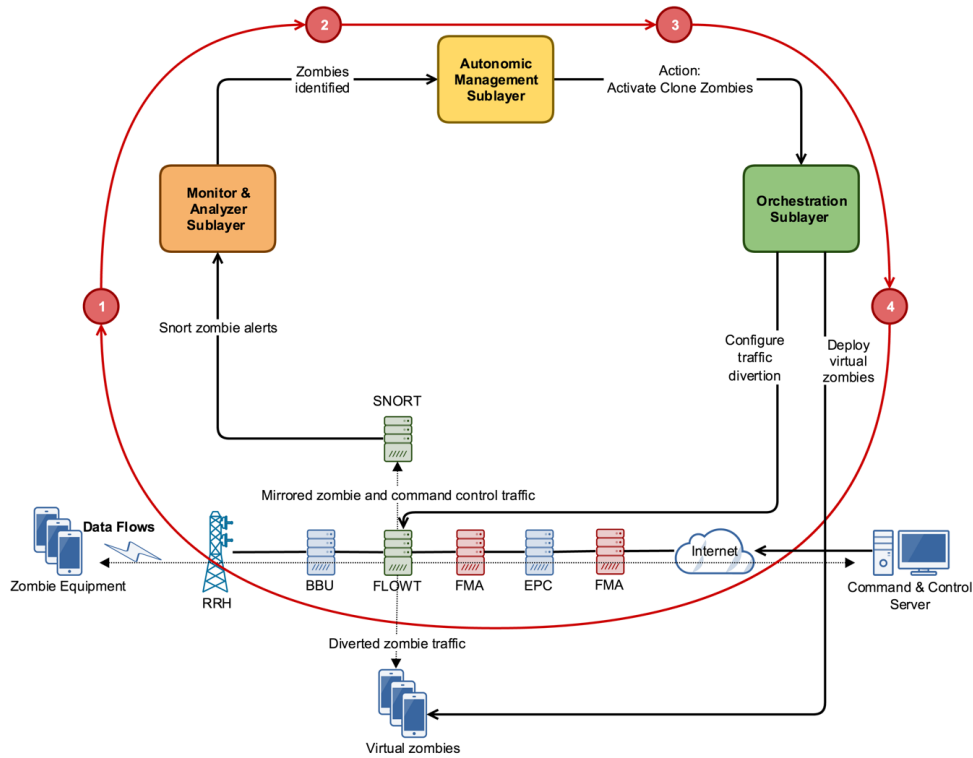 2
3
Zombies
identified
Autonomic
Management
Sublayer
Action:
Activate Clone Zombies
Monitor &
Analyzer
Sublayer
Orchestration
Sublayer
1
4
Snort zombie alerts
Configure
traffic
divertion
Deploy
virtual
zombies
SNORT
Mirrored zombie and command control traffic
Data Flows
Internet
Zombie Equipment
RRH
BBU
FLOWT
FMA
EPC
FMA
Command & Control
Server
Diverted zombie traffic
Virtual zombies